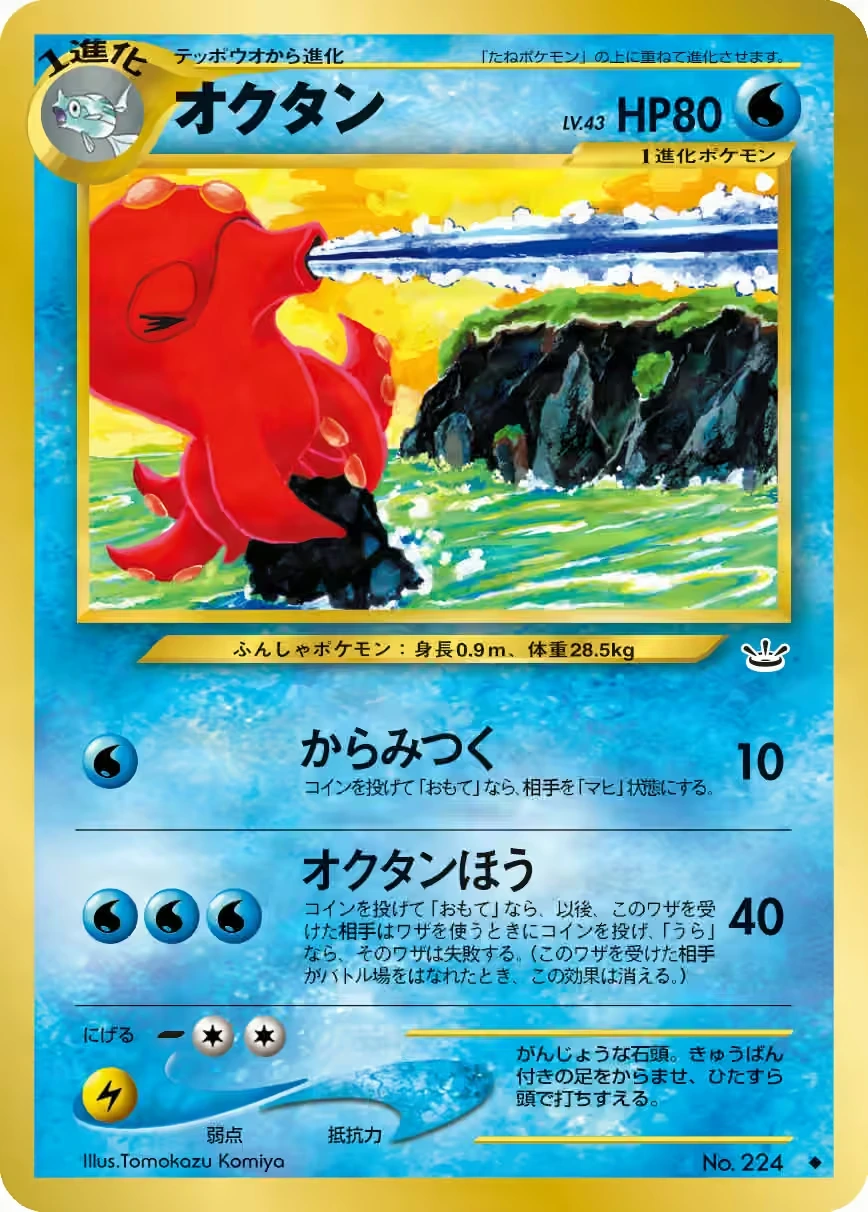 1進化
テッポウオから進化
「たねポケモン」の上に重ねて進化させます。
オクタン
LV.43 HP80
1進化ポケモン
ふんしゃポケモン：身長0.9m、体重28.5kg
からみつく 10
コインを投げて「おもて」なら、相手を「マヒ」状態にする。
オクタンほう 40
コインを投げて「おもて」なら、以後、このワザを受
けた相手はワザを使うときにコインを投げ、「うら」
なら、そのワザは失敗する。（このワザを受けた相手
がバトル場をはなれたとき、この効果は消える。）
にげる
がんじょうな石頭。きゅうばん
付きの足をからませ、ひたすら
頭で打ちすえる。
弱点
抵抗力
Illus.Tomokazu Komiya
No. 224